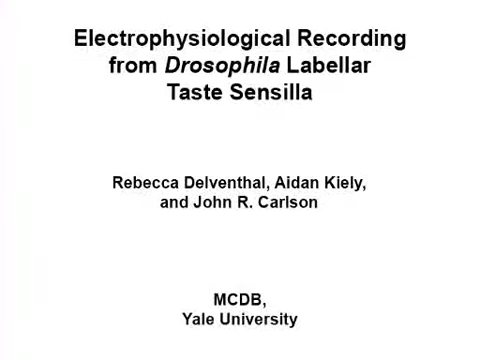 Electrophysiological Recording
from Drosophila Labellar
Taste Sensilla
Rebecca Delventhal, Aidan Kiely,
and John R. Carlson
MCDB,
Yale University